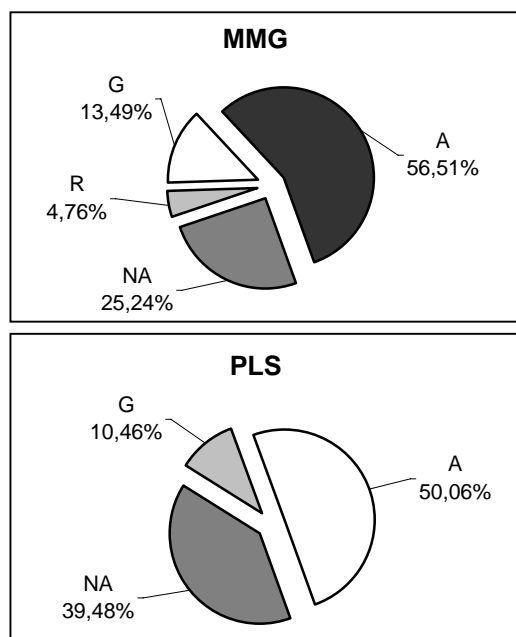 MMG
G
13,49%
A
56,51%
R
4,76%
NA
25,24%
PLS
G
10,46%
A
50,06%
NA
39,48%